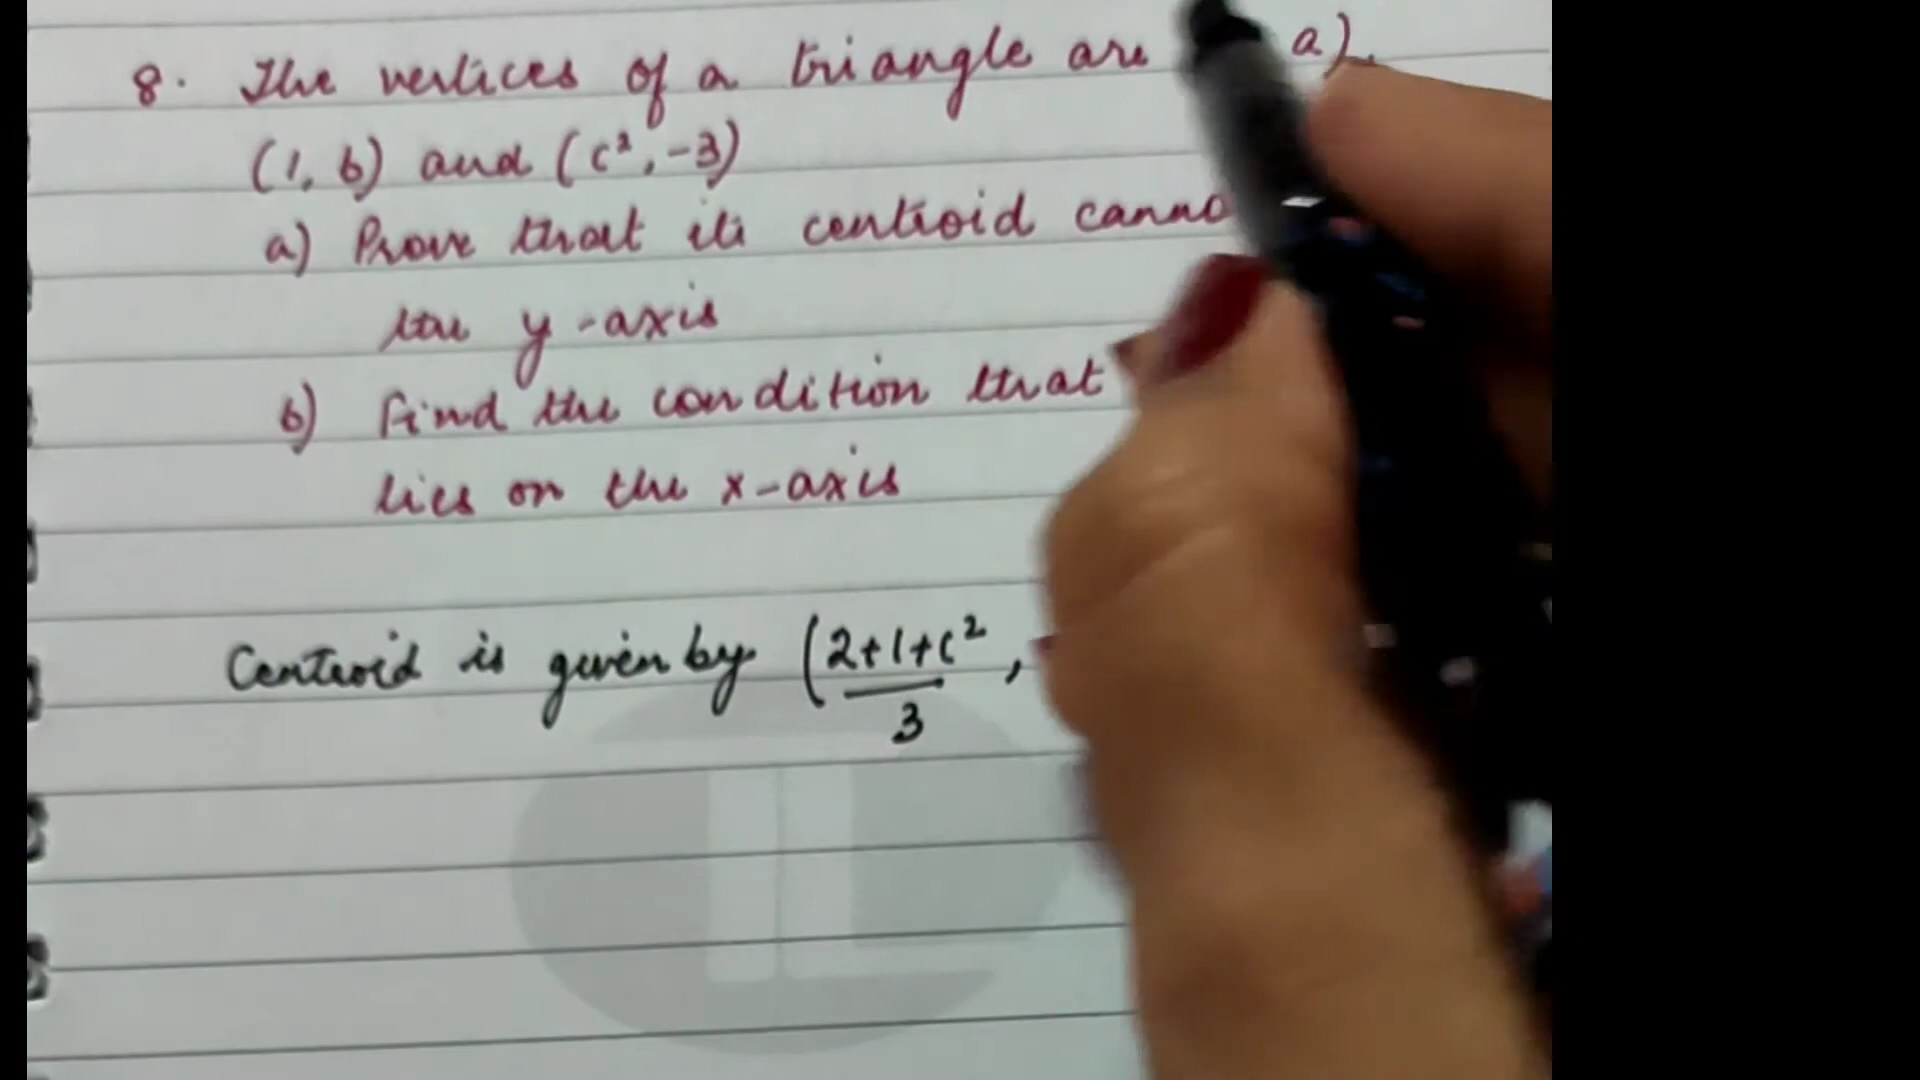 8. The vertices of a triangle are a),
(1, b) and (c², -3)
a) Prove that its centroid canno
the y-axis
b) Find the condition that
lies on the x-axis
Centroid is given by (2+1+c²/3 ,